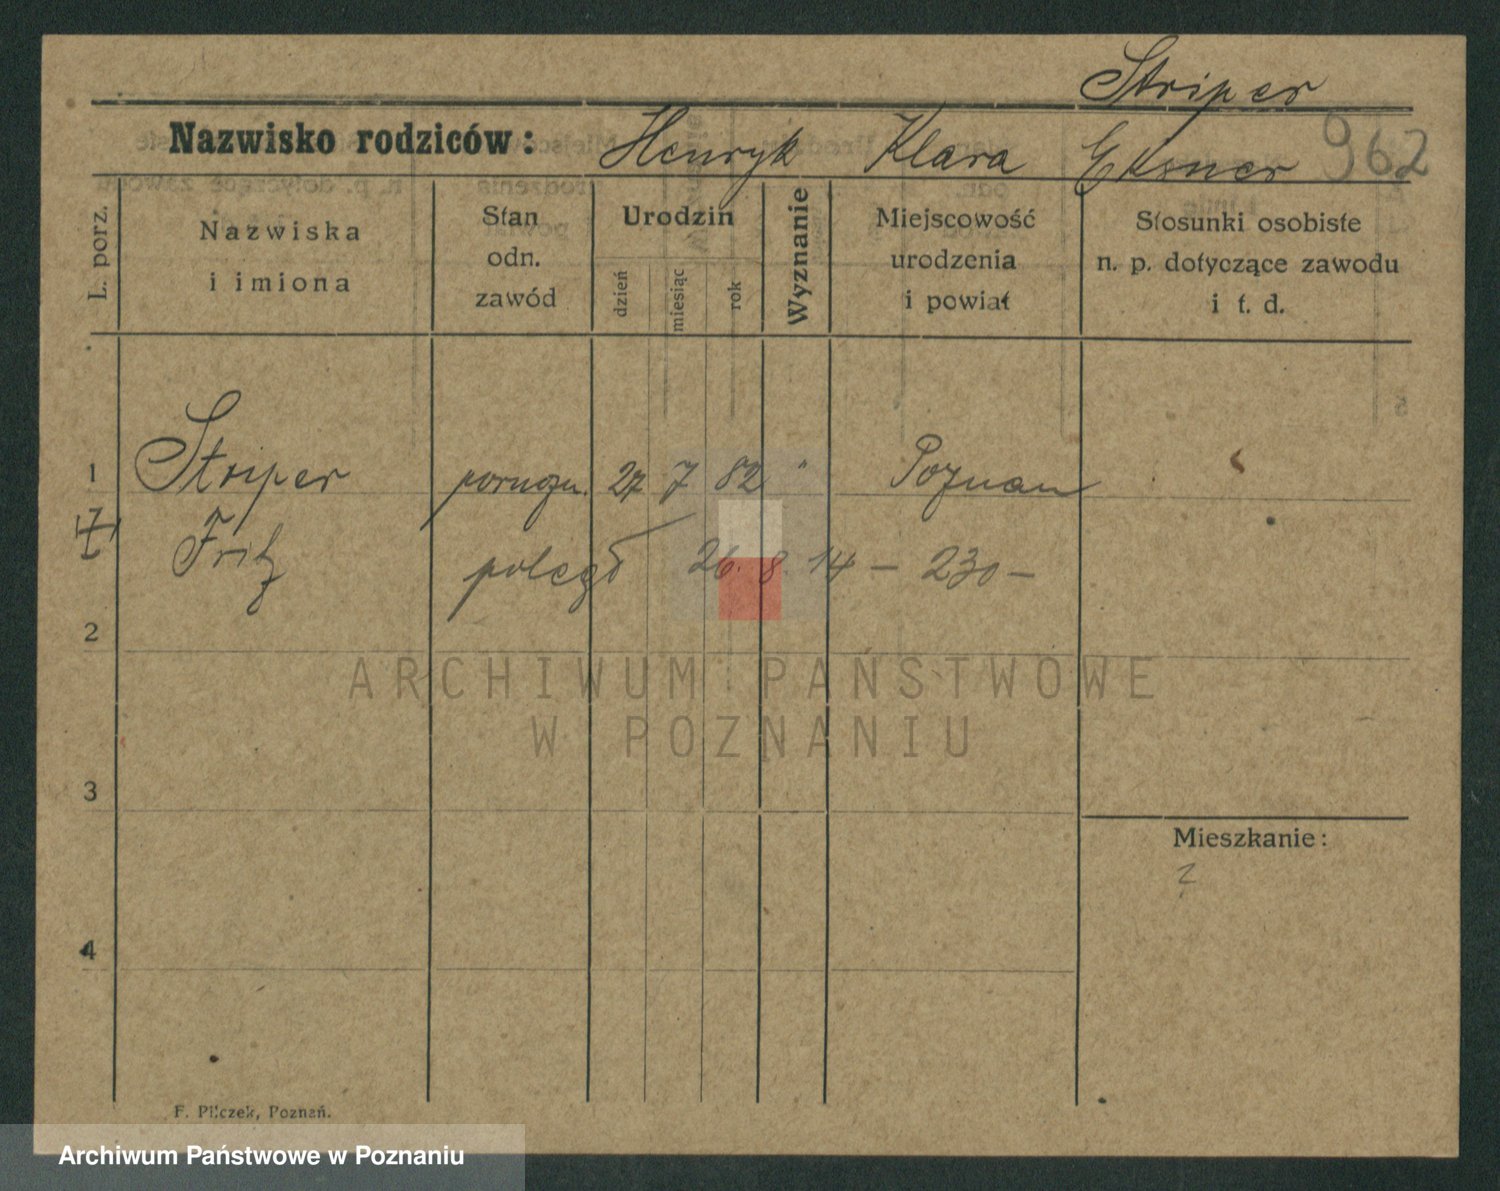 Striper
Nazwisko rodziców: Henryk Klara Eksner 962
L. porz.
Nazwiska
i imiona
Stan
odn.
zawód
Urodzin
dzień
miesiąc
rok
Wyznanie
Miejscowość
urodzenia
i powiat
Stosunki osobiste
n. p. dotyczące zawodu
i t. d.
1 Striper poruczn. 27 7 82 " Poznan
Fritz poległ 26. 8. 14 – 230 –
2
3
4
Mieszkanie:
?
F. Pilczek, Poznań.
ARCHIWUM PAŃSTWOWE
W POZNANIU
Archiwum Państwowe w Poznaniu